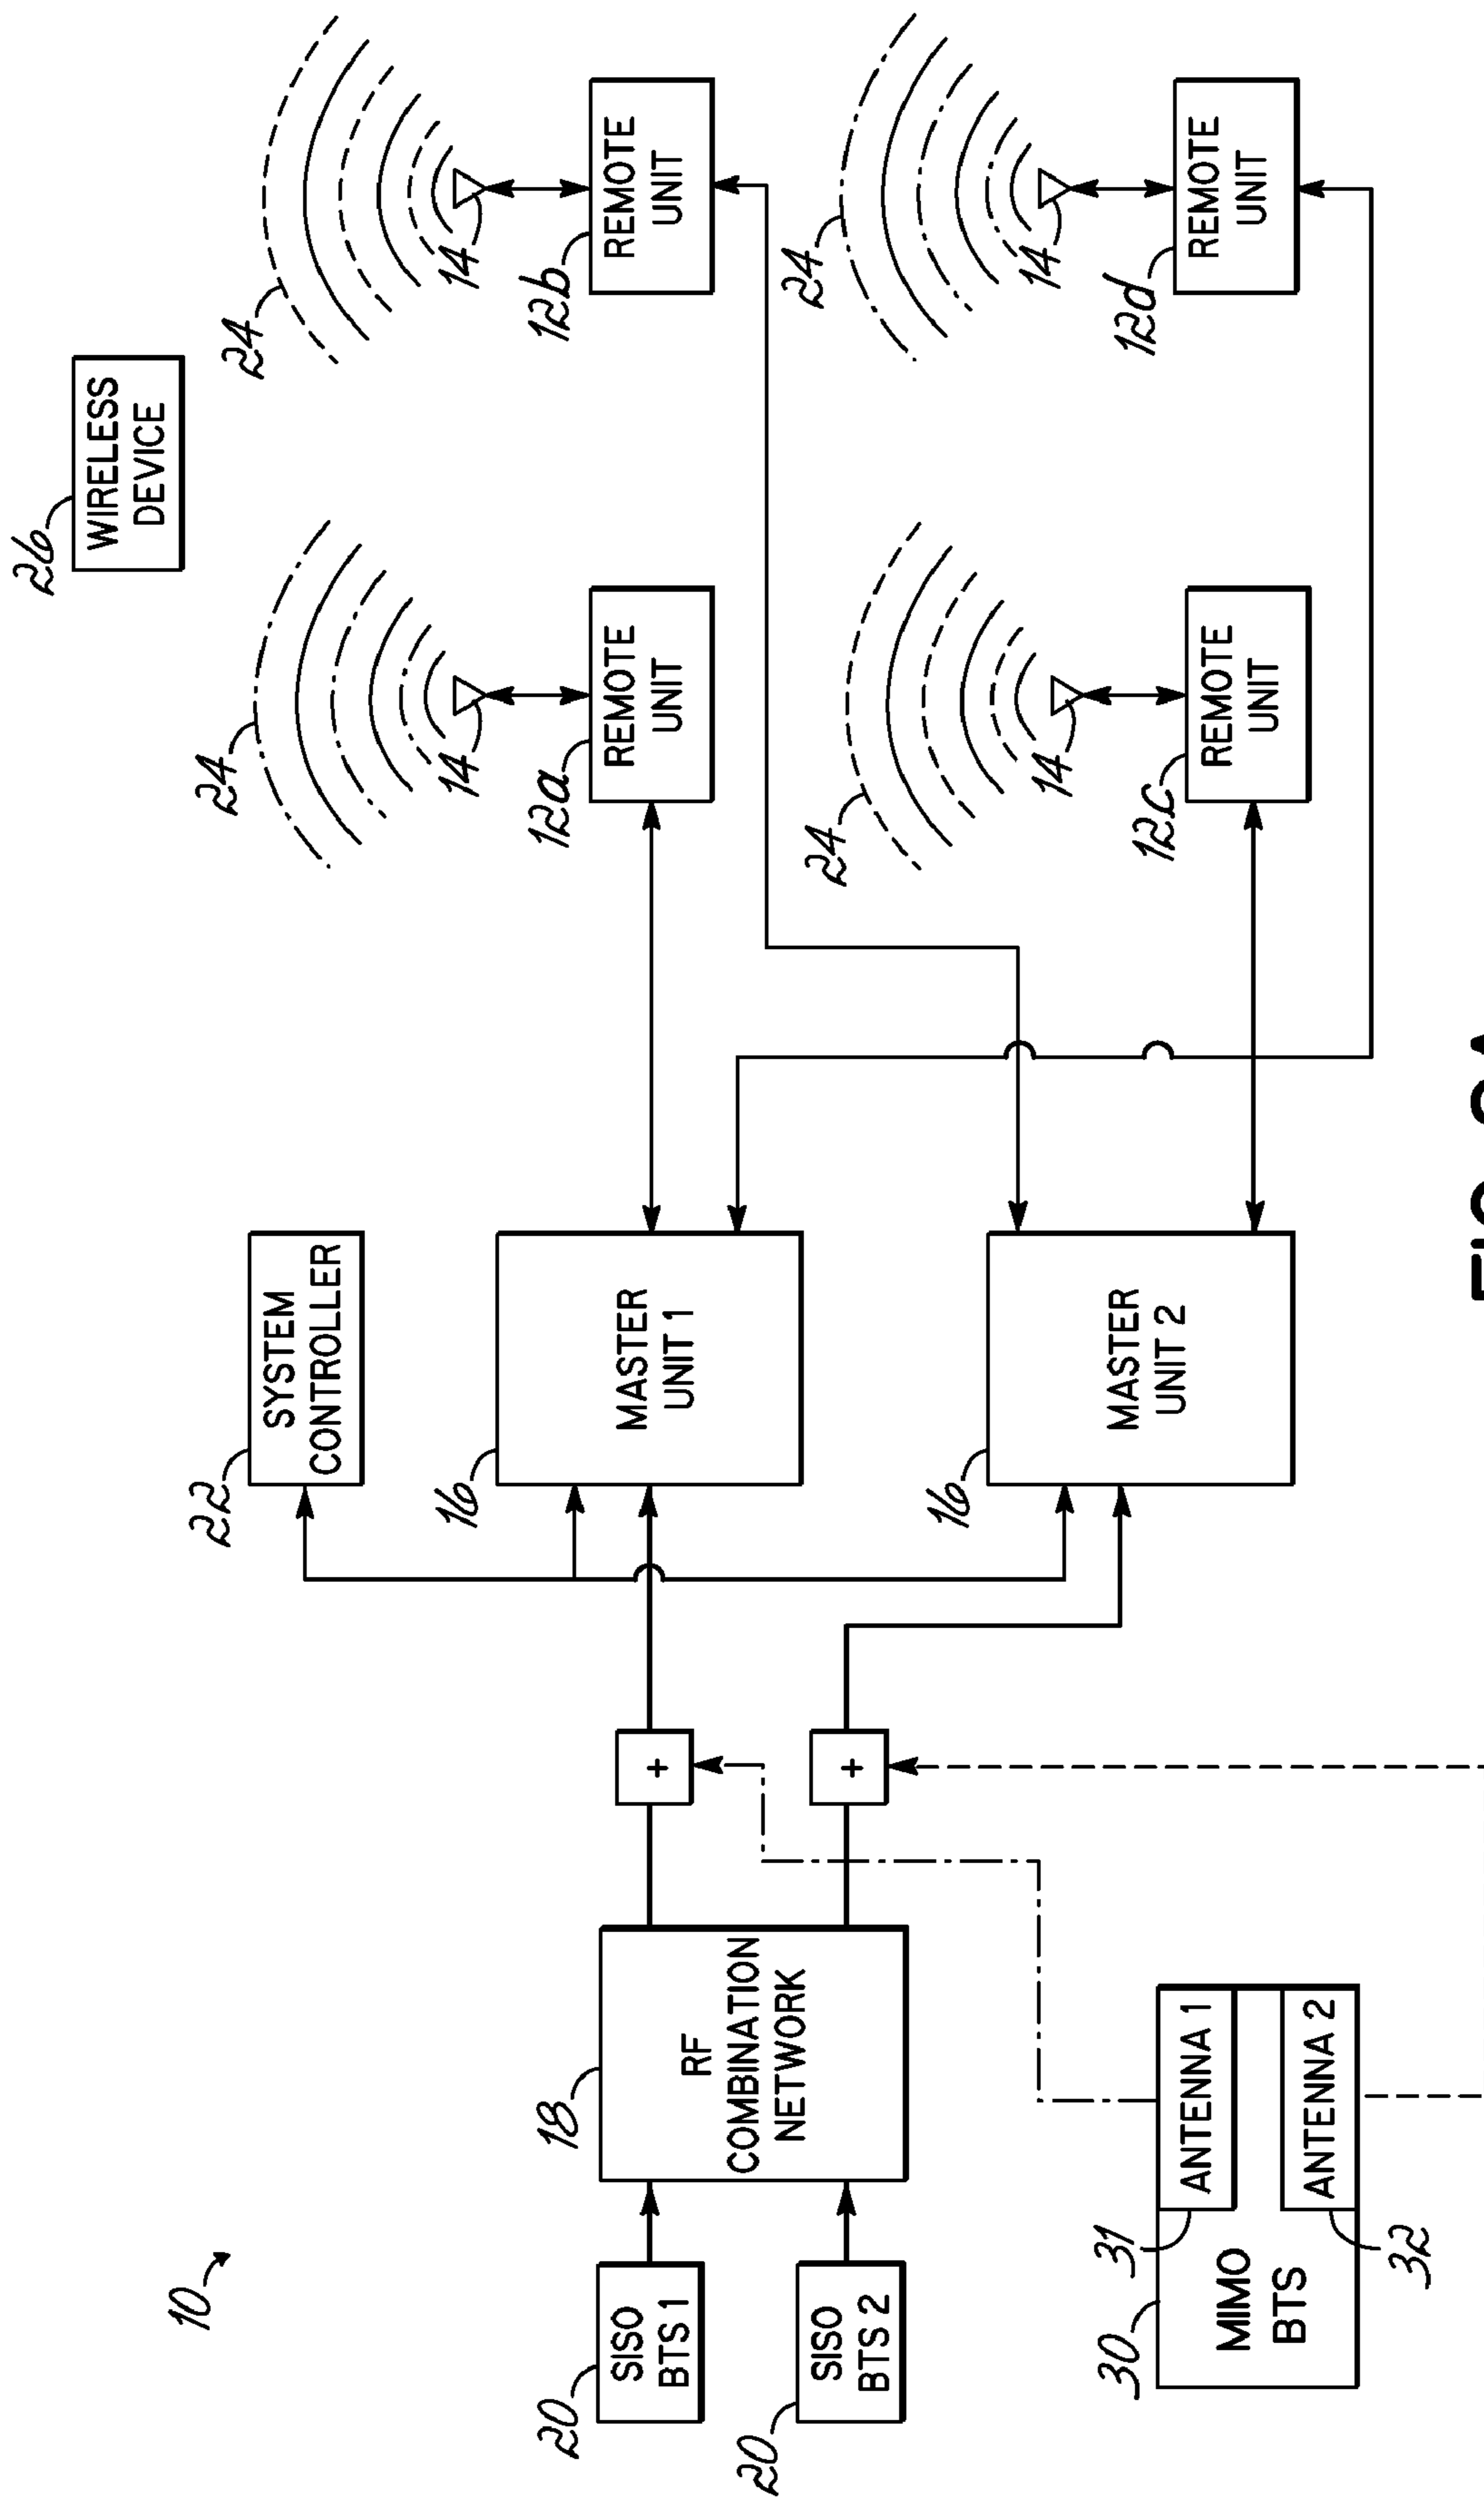 10
26
WIRELESS
DEVICE
22
SYSTEM
CONTROLLER
24
24
14
14
20
SISO
BTS 1
18
RF
COMBINATION
NETWORK
+
16
MASTER
UNIT 1
12a
REMOTE
UNIT
12b
REMOTE
UNIT
20
SISO
BTS 2
+
24
24
14
14
16
MASTER
UNIT 2
12c
REMOTE
UNIT
12d
REMOTE
UNIT
30
MIMO
BTS
31
ANTENNA 1
ANTENNA 2
32